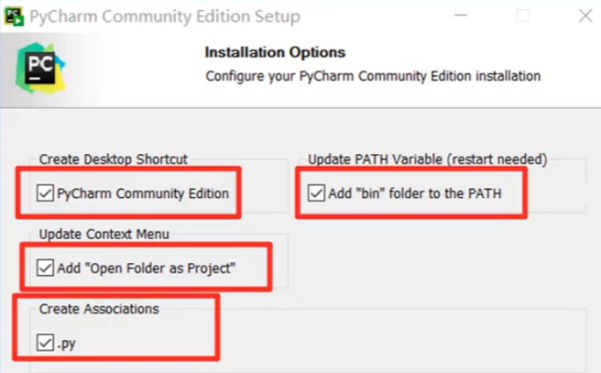 PyCharm Community Edition Setup
PC
Installation Options
Configure your PyCharm Community Edition installation
Create Desktop Shortcut
Update PATH Variable (restart needed)
PyCharm Community Edition
Add "bin" folder to the PATH
Update Context Menu
Add "Open Folder as Project"
Create Associations
.py